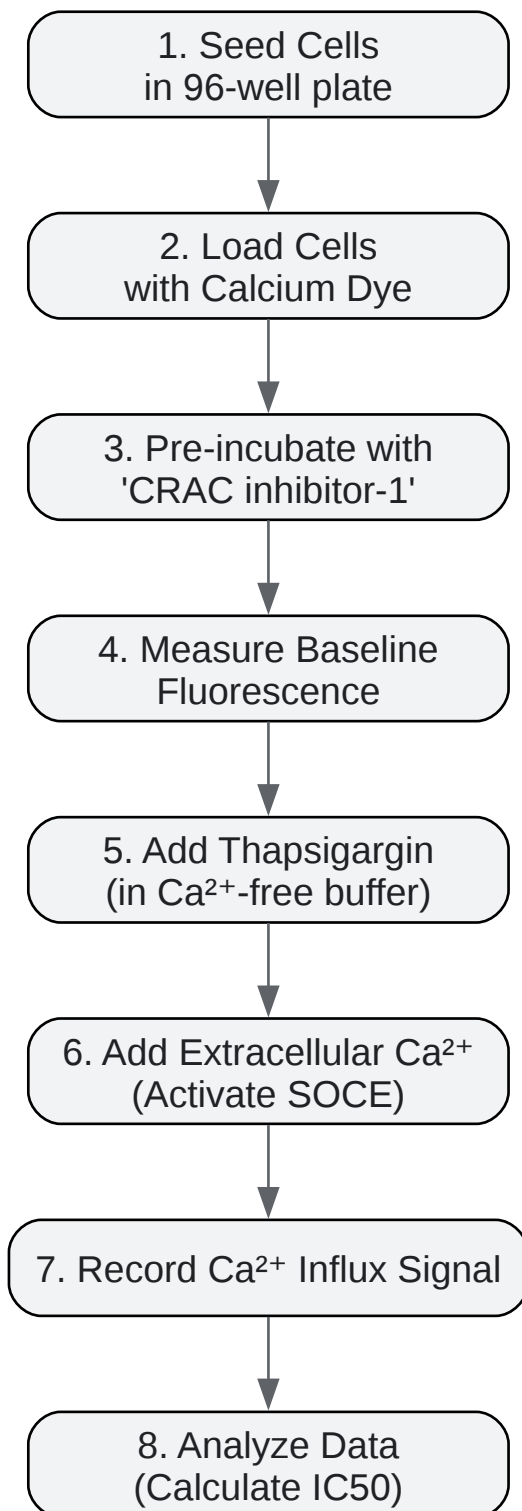 1. Seed Cells
in 96-well plate
2. Load Cells
with Calcium Dye
3. Pre-incubate with
'CRAC inhibitor-1'
4. Measure Baseline
Fluorescence
5. Add Thapsigargin
(in Ca²⁺-free buffer)
6. Add Extracellular Ca²⁺
(Activate SOCE)
7. Record Ca²⁺ Influx Signal
8. Analyze Data
(Calculate IC50)